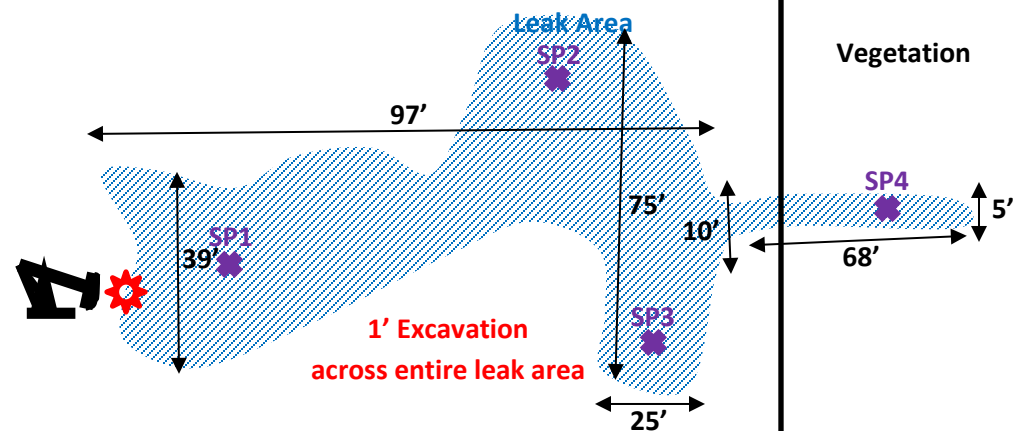 Leak Area
SP2
Vegetation
97’
SP4
75’
5’
SP1
10’
39’
68’
SP3
1’ Excavation
across entire leak area
25’